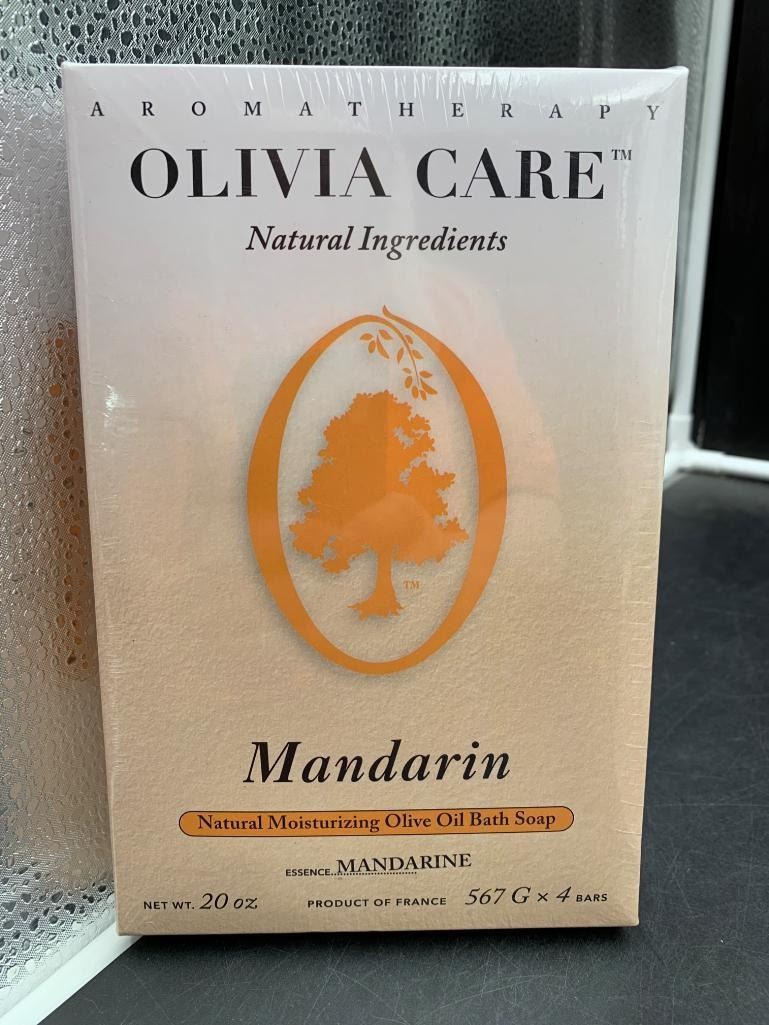 AROMATHERAPY
OLIVIA CARE™
Natural Ingredients
TM
Mandarin
Natural Moisturizing Olive Oil Bath Soap
ESSENCE..MANDARINE
NET WT. 20 oz PRODUCT OF FRANCE 567 G × 4 BARS